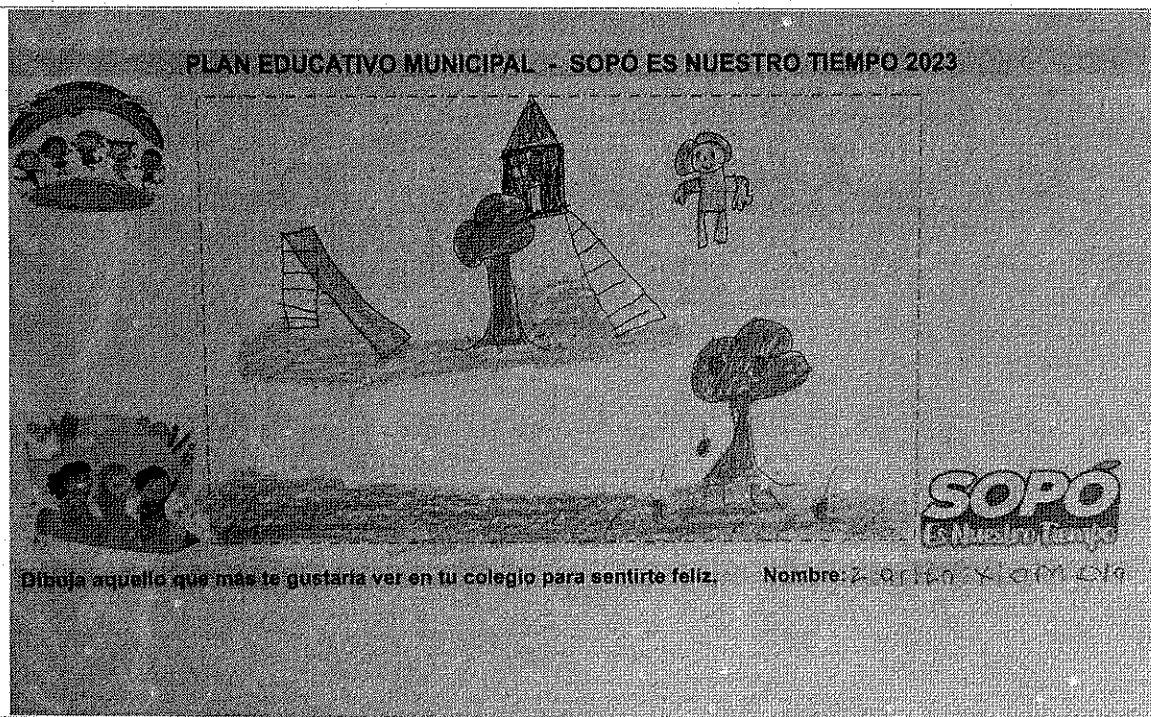 PLAN EDUCATIVO MUNICIPAL - SOPÓ ES NUESTRO TIEMPO 2023
SOPÓ
Es Nuestro Tiempo
Dibuja aquello que más te gustaría ver en tu colegio para sentirte feliz. Nombre: